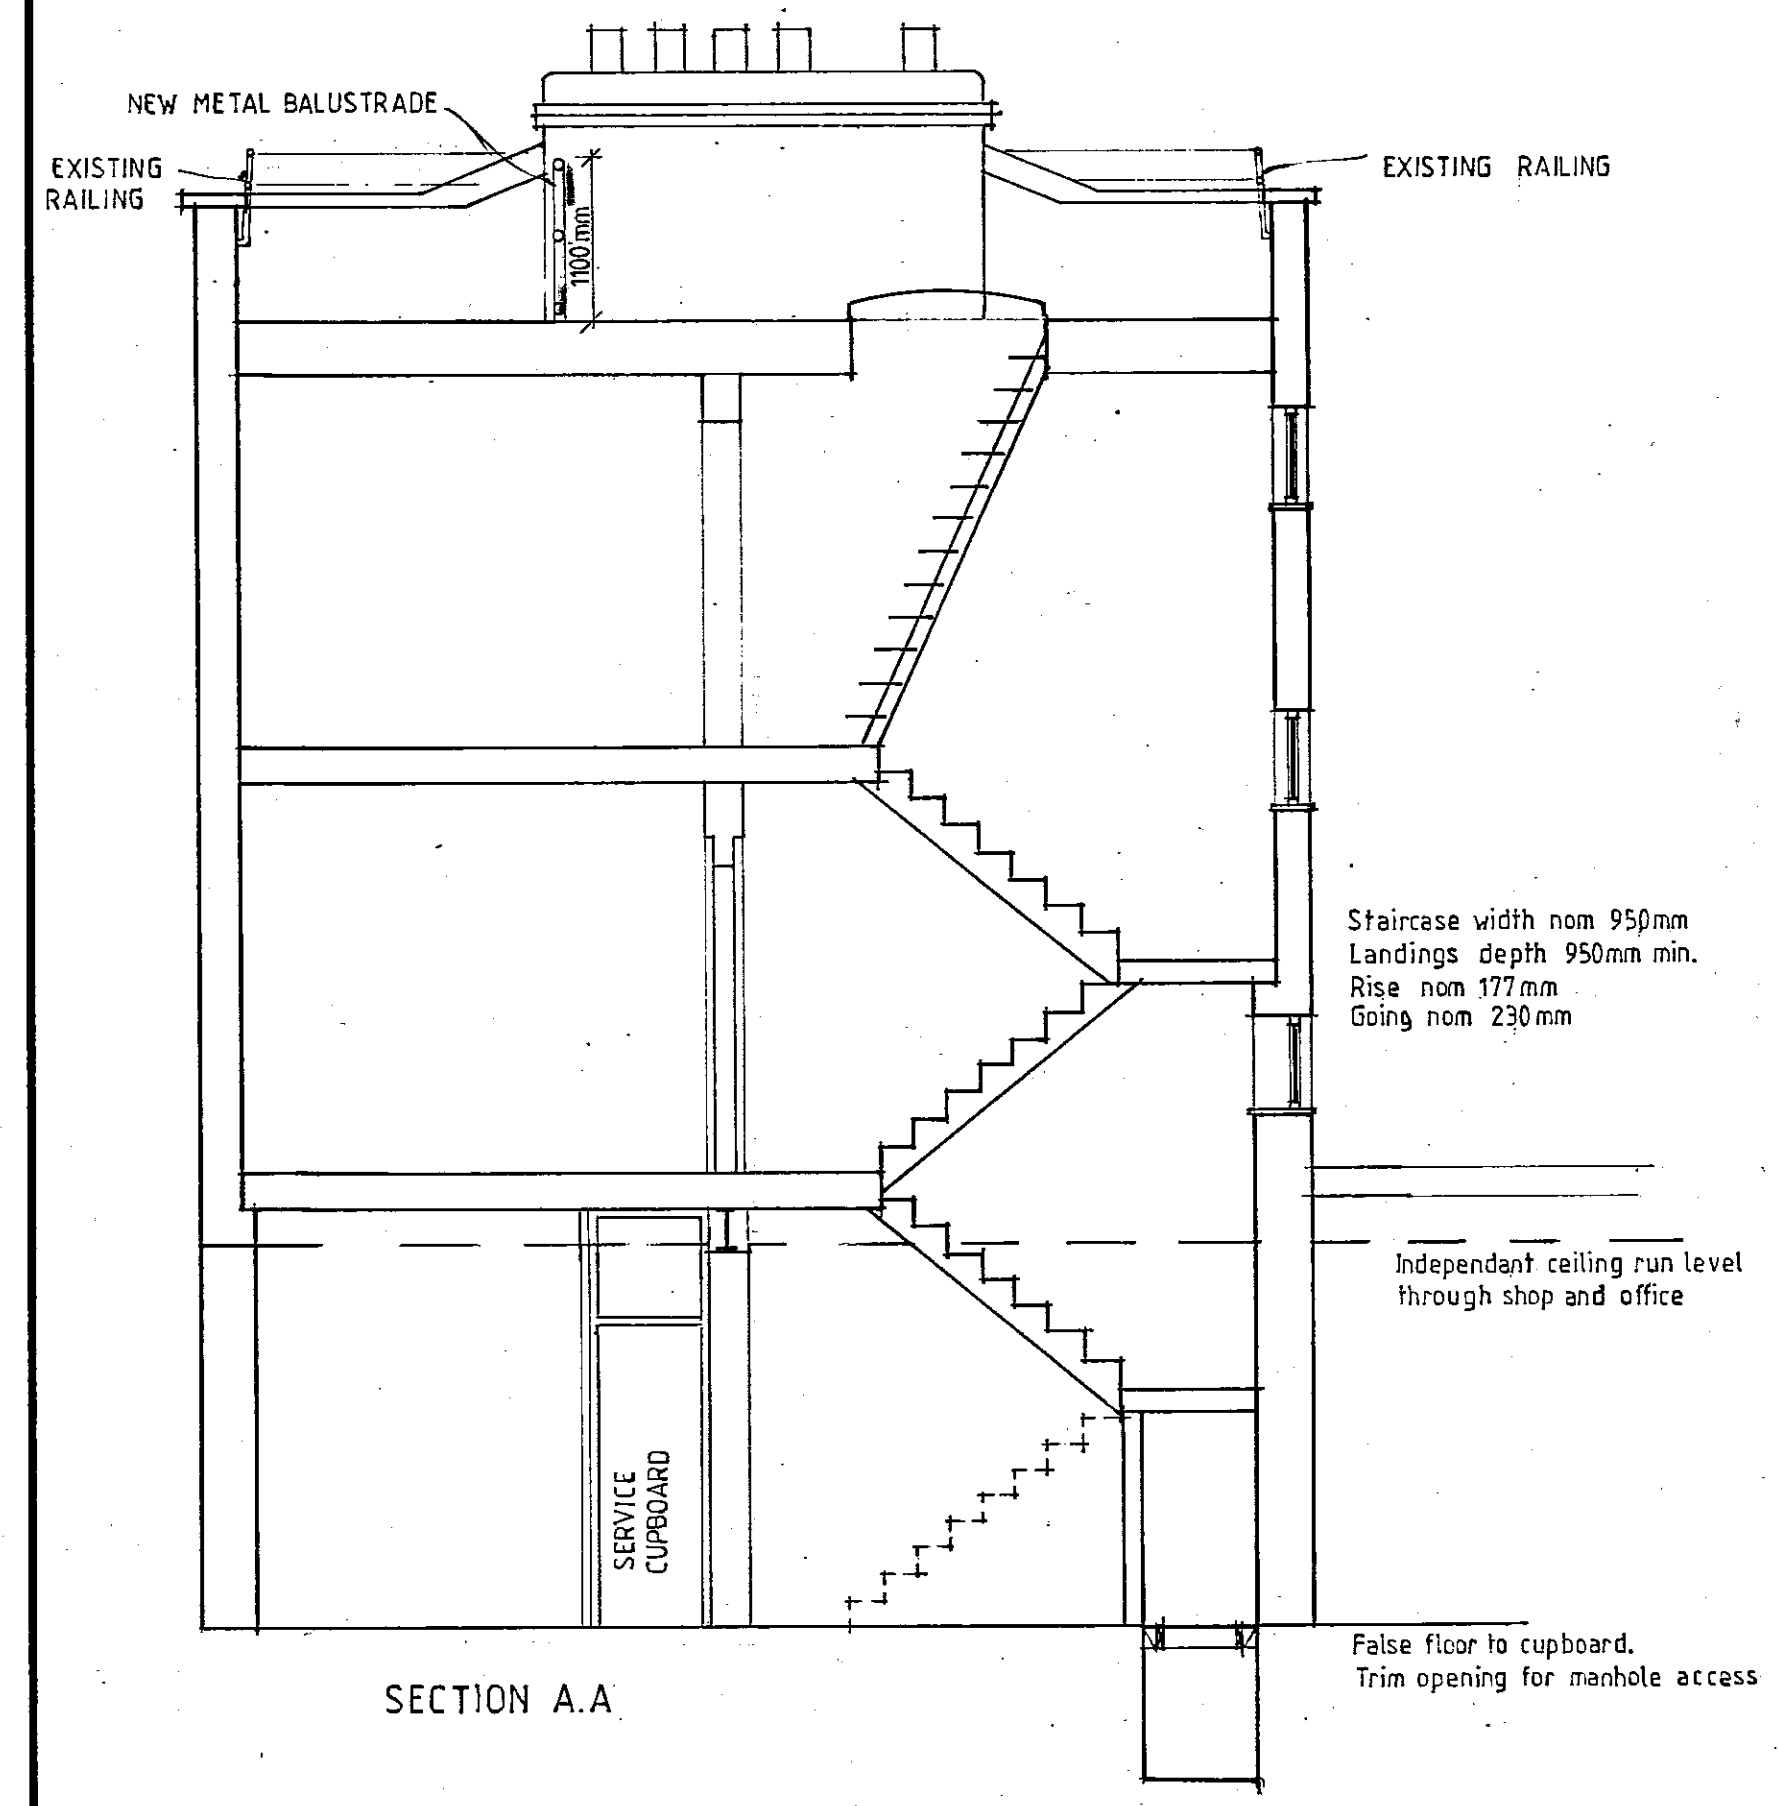 NEW METAL BALUSTRADE
EXISTING
RAILING
EXISTING RAILING
1100mm
Staircase width nom 950mm
Landings depth 950mm min.
Rise nom 177mm
Going nom 230mm
Independant ceiling run level
through shop and office
SERVICE
CUPBOARD
False floor to cupboard.
Trim opening for manhole access
SECTION A.A